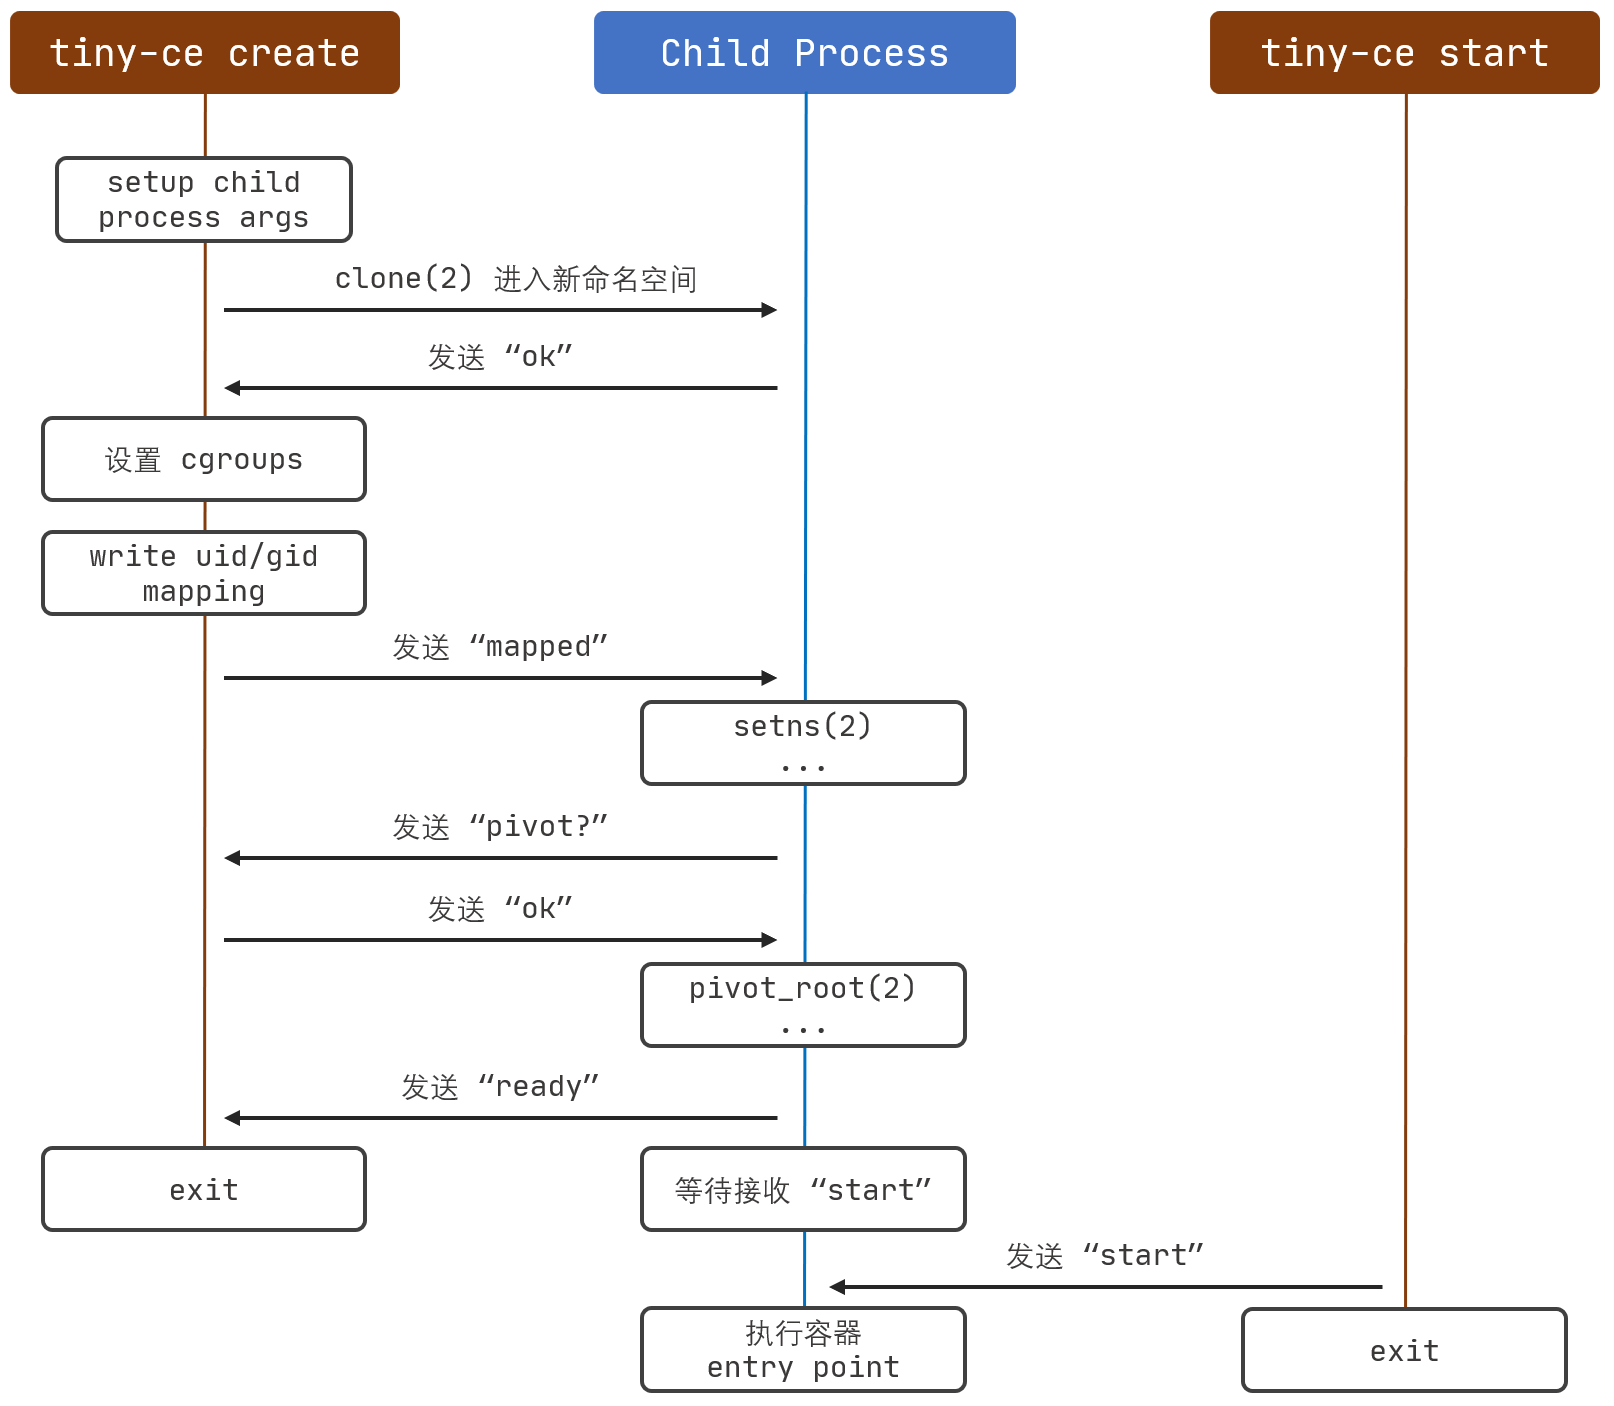 tiny-ce create
Child Process
tiny-ce start
setup child
process args
clone(2) 进入新命名空间
发送 “ok”
设置 cgroups
write uid/gid
mapping
发送 “mapped”
setns(2)
...
发送 “pivot?”
发送 “ok”
pivot_root(2)
...
发送 “ready”
exit
等待接收 “start”
发送 “start”
执行容器
entry point
exit